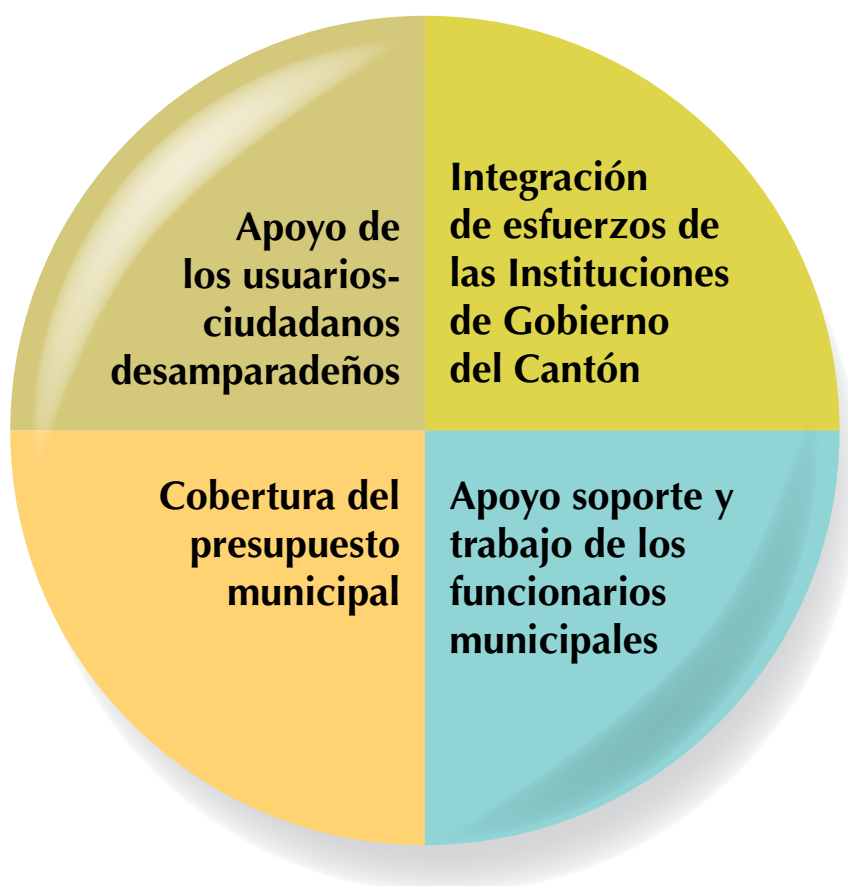 Apoyo de
los usuarios-
ciudadanos
desamparadeños
Integración
de esfuerzos de
las Instituciones
de Gobierno
del Cantón
Cobertura del
presupuesto
municipal
Apoyo soporte y
trabajo de los
funcionarios
municipales